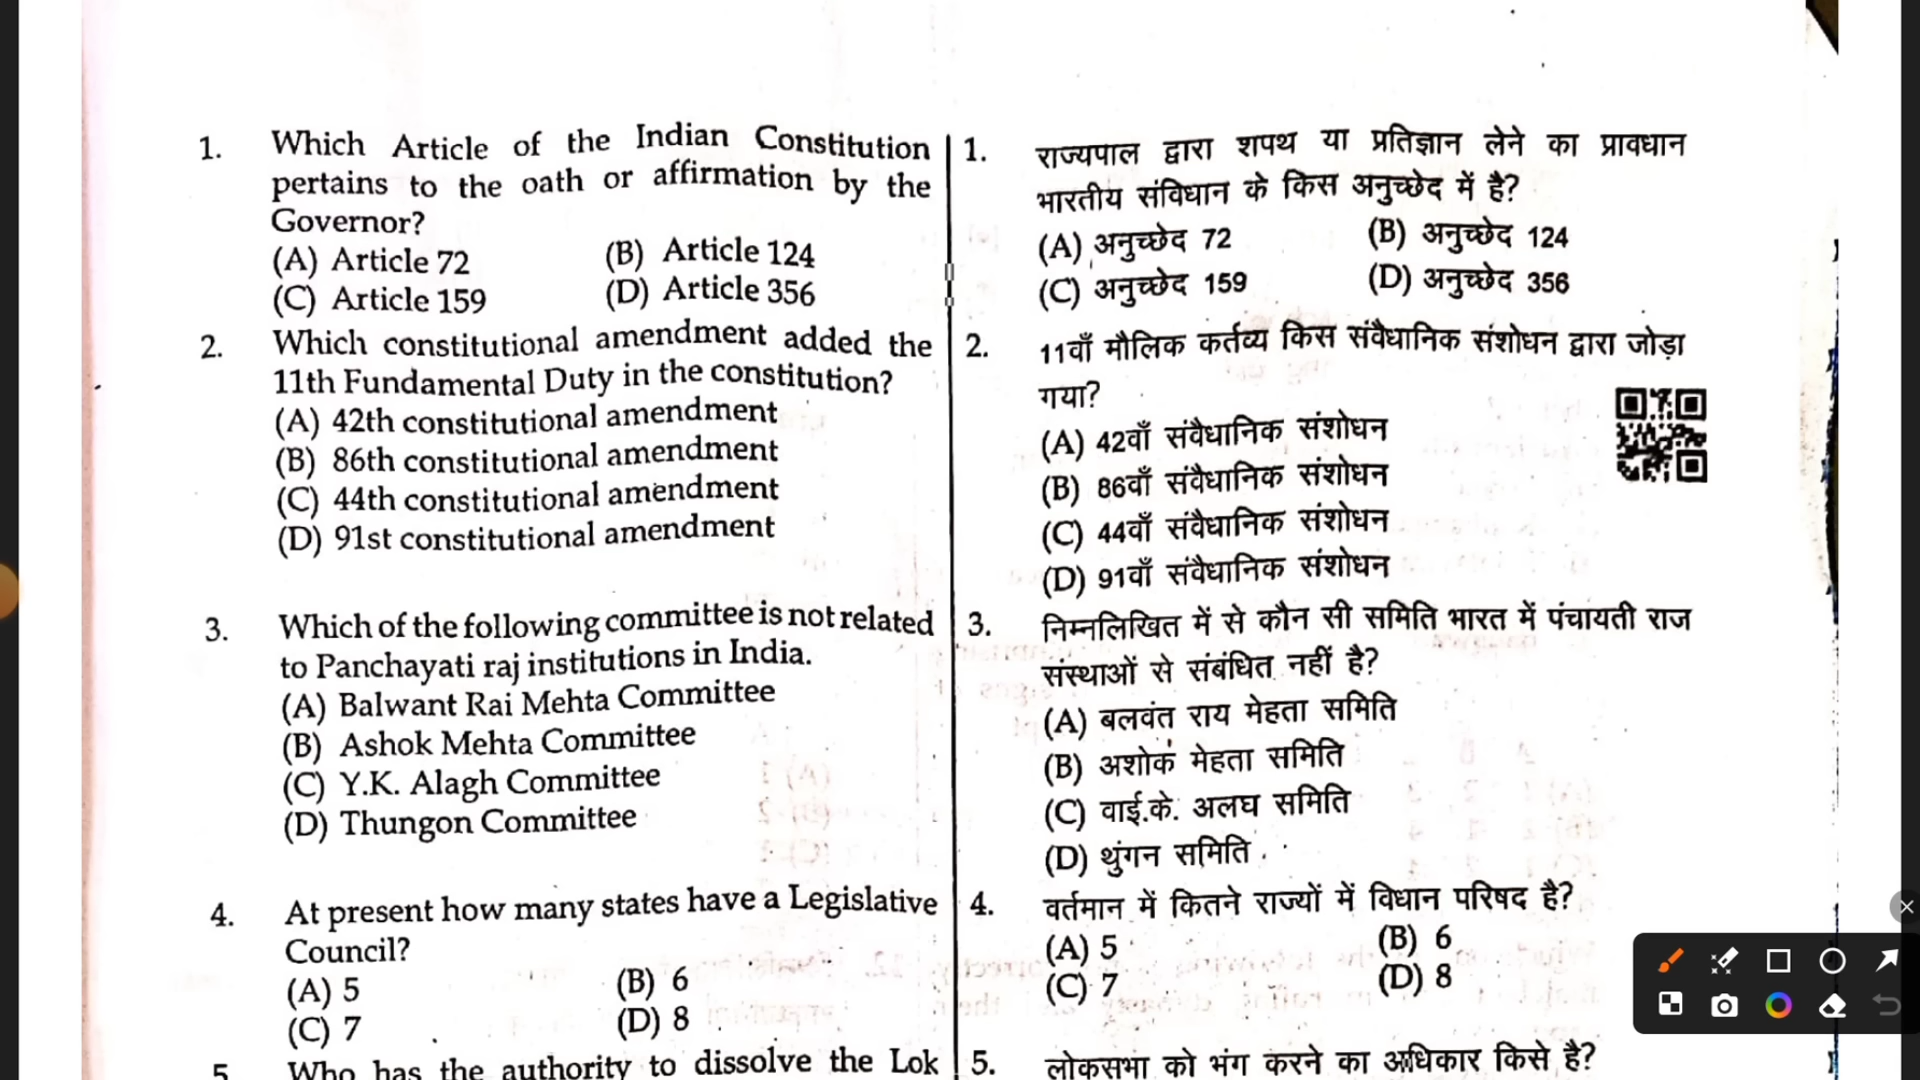 1. Which Article of the Indian Constitution
pertains to the oath or affirmation by the
Governor?
(A) Article 72 (B) Article 124
(C) Article 159 (D) Article 356
2. Which constitutional amendment added the
11th Fundamental Duty in the constitution?
(A) 42th constitutional amendment
(B) 86th constitutional amendment
(C) 44th constitutional amendment
(D) 91st constitutional amendment
3. Which of the following committee is not related
to Panchayati raj institutions in India.
(A) Balwant Rai Mehta Committee
(B) Ashok Mehta Committee
(C) Y.K. Alagh Committee
(D) Thungon Committee
4. At present how many states have a Legislative
Council?
(A) 5 (B) 6
(C) 7 (D) 8
5. Who has the authority to dissolve the Lok
1. राज्यपाल द्वारा शपथ या प्रतिज्ञान लेने का प्रावधान
भारतीय संविधान के किस अनुच्छेद में है?
(A) अनुच्छेद 72 (B) अनुच्छेद 124
(C) अनुच्छेद 159 (D) अनुच्छेद 356
2. 11वाँ मौलिक कर्तव्य किस संवैधानिक संशोधन द्वारा जोड़ा
गया?
(A) 42वाँ संवैधानिक संशोधन
(B) 86वाँ संवैधानिक संशोधन
(C) 44वाँ संवैधानिक संशोधन
(D) 91वाँ संवैधानिक संशोधन
3. निम्नलिखित में से कौन सी समिति भारत में पंचायती राज
संस्थाओं से संबंधित नहीं है?
(A) बलवंत राय मेहता समिति
(B) अशोक मेहता समिति
(C) वाई.के. अलघ समिति
(D) थुंगन समिति
4. वर्तमान में कितने राज्यों में विधान परिषद है?
(A) 5 (B) 6
(C) 7 (D) 8
5. लोकसभा को भंग करने का अधिकार किसे है?